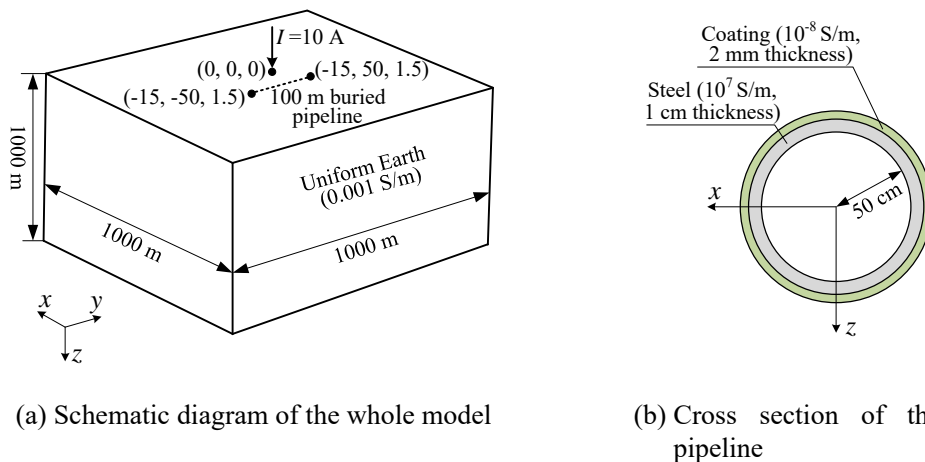 I =10 A
(0, 0, 0)
(-15, 50, 1.5)
(-15, -50, 1.5)
100 m buried
pipeline
1000 m
Uniform Earth
(0.001 S/m)
1000 m
1000 m
x
y
z
(a) Schematic diagram of the whole model
Coating (10⁻⁸ S/m,
2 mm thickness)
Steel (10⁷ S/m,
1 cm thickness)
x
50 cm
z
(b) Cross section of th
pipeline